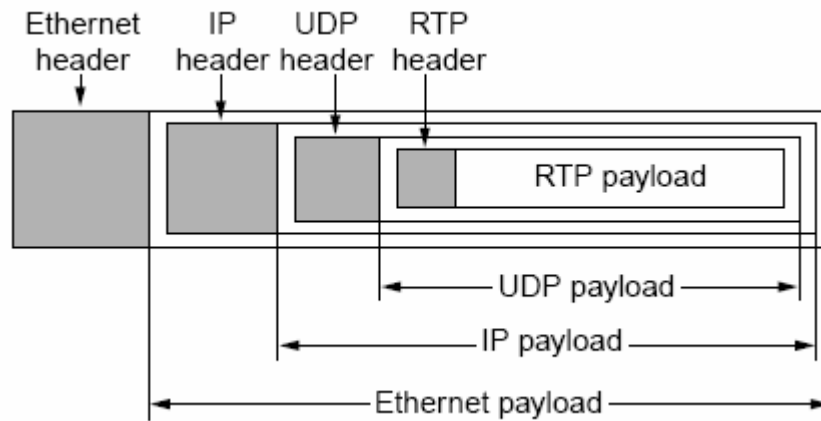 Ethernet header
IP header
UDP header
RTP header
RTP payload
UDP payload
IP payload
Ethernet payload